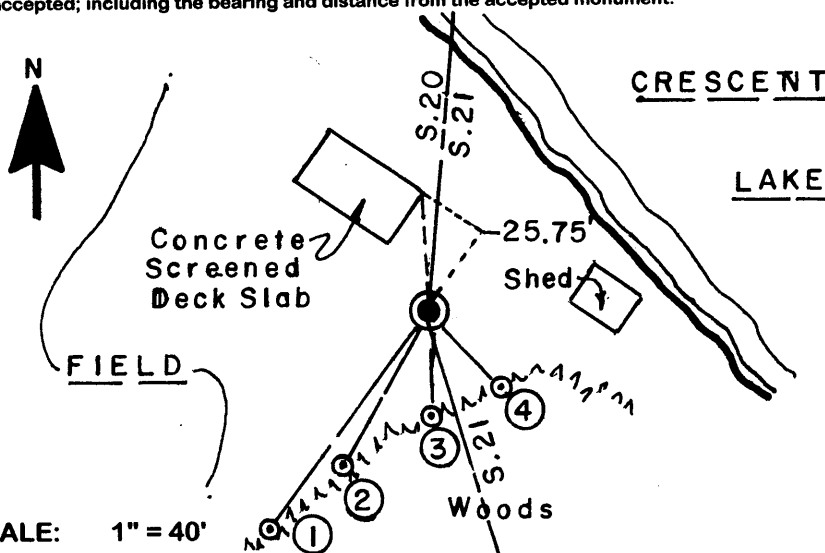 accepted; including the bearing and distance from the accepted monument.
N
S.20
S.21
CRESCENT
LAKE
25.75'
Concrete
Screened
Deck Slab
Shed
FIELD
1
2
3
4
S.21
Woods
ALE: 1" = 40'